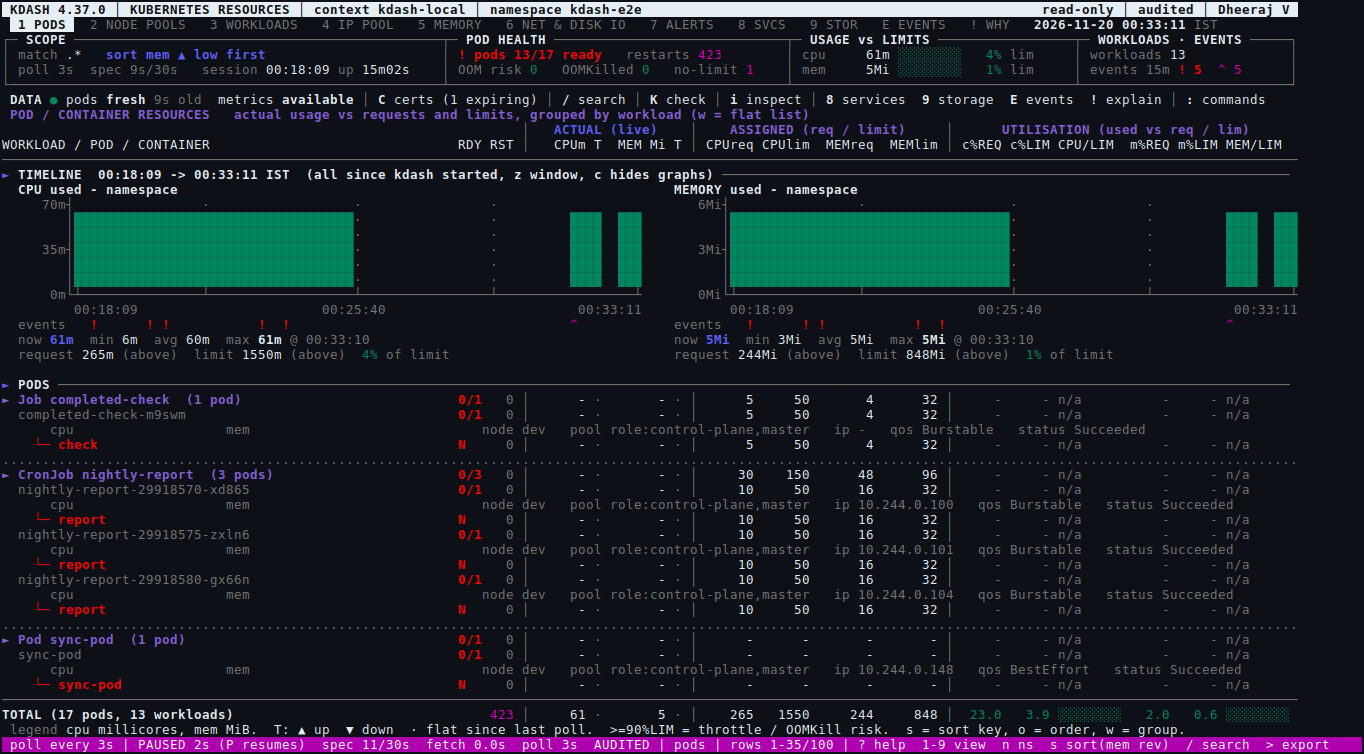 KDASH 4.37.0 │ KUBERNETES RESOURCES │ context kdash-local │ namespace kdash-e2e read-only │ audited │ Dheeraj V
1 PODS 2 NODE POOLS 3 WORKLOADS 4 IP POOL 5 MEMORY 6 NET & DISK IO 7 ALERTS 8 SVCS 9 STOR E EVENTS ! WHY 2026-11-20 00:33:11 IST
SCOPE POD HEALTH USAGE vs LIMITS WORKLOADS · EVENTS
match .* sort mem ▲ low first ! pods 13/17 ready restarts 423 cpu 61m 4% lim workloads 13
poll 3s spec 9s/30s session 00:18:09 up 15m02s OOM risk 0 OOMKilled 0 no-limit 1 mem 5Mi 1% lim events 15m ! 5 ^ 5
DATA ● pods fresh 9s old metrics available │ C certs (1 expiring) │ / search │ K check │ i inspect │ 8 services 9 storage E events ! explain │ : commands
POD / CONTAINER RESOURCES actual usage vs requests and limits, grouped by workload (w = flat list)
ACTUAL (live) │ ASSIGNED (req / limit) │ UTILISATION (used vs req / lim)
WORKLOAD / POD / CONTAINER RDY RST │ CPUm T MEM Mi T │ CPUreq CPUlim MEMreq MEMlim │ c%REQ c%LIM CPU/LIM m%REQ m%LIM MEM/LIM
► TIMELINE 00:18:09 -> 00:33:11 IST (all since kdash started, z window, c hides graphs)
CPU used - namespace MEMORY used - namespace
70m 6Mi
35m 3Mi
0m 0Mi
00:18:09 00:25:40 00:33:11 00:18:09 00:25:40 00:33:11
events ! ! ! ! ! ^ events ! ! ! ! ! ^
now 61m min 6m avg 60m max 61m @ 00:33:10 now 5Mi min 3Mi avg 5Mi max 5Mi @ 00:33:10
request 265m (above) limit 1550m (above) 4% of limit request 244Mi (above) limit 848Mi (above) 1% of limit
► PODS
► Job completed-check (1 pod) 0/1 0 │ - · - · │ 5 50 4 32 │ - - n/a - - n/a
completed-check-m9swm 0/1 0 │ - · - · │ 5 50 4 32 │ - - n/a - - n/a
cpu mem node dev pool role:control-plane,master ip - qos Burstable status Succeeded
└─ check N 0 │ - · - · │ 5 50 4 32 │ - - n/a - - n/a
► CronJob nightly-report (3 pods) 0/3 0 │ - · - · │ 30 150 48 96 │ - - n/a - - n/a
nightly-report-29918570-xd865 0/1 0 │ - · - · │ 10 50 16 32 │ - - n/a - - n/a
cpu mem node dev pool role:control-plane,master ip 10.244.0.100 qos Burstable status Succeeded
└─ report N 0 │ - · - · │ 10 50 16 32 │ - - n/a - - n/a
nightly-report-29918575-zxln6 0/1 0 │ - · - · │ 10 50 16 32 │ - - n/a - - n/a
cpu mem node dev pool role:control-plane,master ip 10.244.0.101 qos Burstable status Succeeded
└─ report N 0 │ - · - · │ 10 50 16 32 │ - - n/a - - n/a
nightly-report-29918580-gx66n 0/1 0 │ - · - · │ 10 50 16 32 │ - - n/a - - n/a
cpu mem node dev pool role:control-plane,master ip 10.244.0.104 qos Burstable status Succeeded
└─ report N 0 │ - · - · │ 10 50 16 32 │ - - n/a - - n/a
► Pod sync-pod (1 pod) 0/1 0 │ - · - · │ - - - - │ - - n/a - - n/a
sync-pod 0/1 0 │ - · - · │ - - - - │ - - n/a - - n/a
cpu mem node dev pool role:control-plane,master ip 10.244.0.148 qos BestEffort status Succeeded
└─ sync-pod N 0 │ - · - · │ - - - - │ - - n/a - - n/a
TOTAL (17 pods, 13 workloads) 423 │ 61 · 5 · │ 265 1550 244 848 │ 23.0 3.9 2.0 0.6
legend cpu millicores, mem MiB. T: ▲ up ▼ down · flat since last poll. >=90%LIM = throttle / OOMKill risk. s = sort key, o = order, w = group.
poll every 3s | PAUSED 2s (P resumes) spec 11/30s fetch 0.0s poll 3s AUDITED | pods | rows 1-35/100 | ? help 1-9 view n ns s sort(mem rev) / search > export